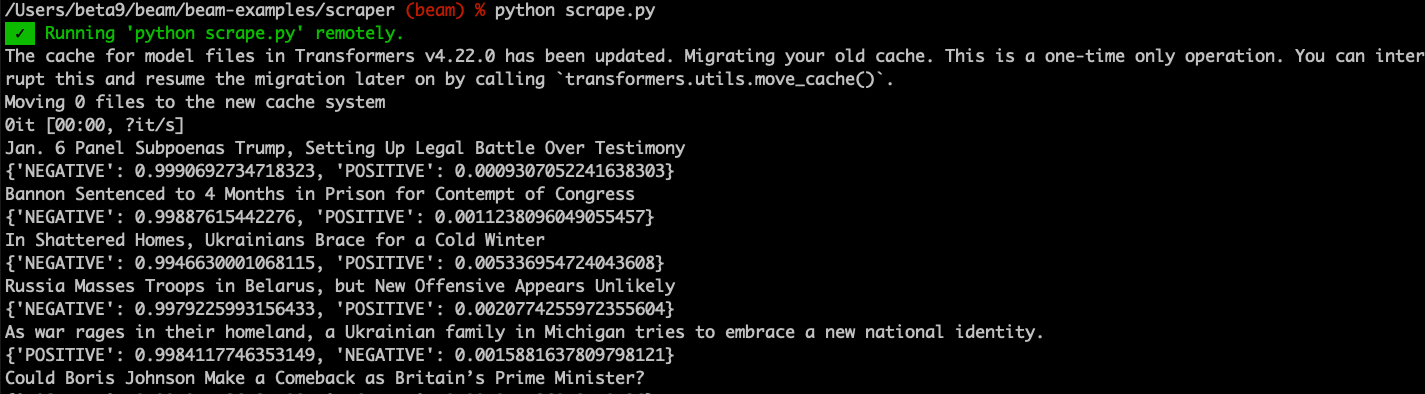 /Users/beta9/beam/beam-examples/scraper (beam) % python scrape.py
✓ Running 'python scrape.py' remotely.
The cache for model files in Transformers v4.22.0 has been updated. Migrating your old cache. This is a one-time only operation. You can inter
rupt this and resume the migration later on by calling `transformers.utils.move_cache()`.
Moving 0 files to the new cache system
0it [00:00, ?it/s]
Jan. 6 Panel Subpoenas Trump, Setting Up Legal Battle Over Testimony
{'NEGATIVE': 0.9990692734718323, 'POSITIVE': 0.0009307052241638303}
Bannon Sentenced to 4 Months in Prison for Contempt of Congress
{'NEGATIVE': 0.99887615442276, 'POSITIVE': 0.0011238096049055457}
In Shattered Homes, Ukrainians Brace for a Cold Winter
{'NEGATIVE': 0.9946630001068115, 'POSITIVE': 0.005336954724043608}
Russia Masses Troops in Belarus, but New Offensive Appears Unlikely
{'NEGATIVE': 0.9979225993156433, 'POSITIVE': 0.0020774255972355604}
As war rages in their homeland, a Ukrainian family in Michigan tries to embrace a new national identity.
{'POSITIVE': 0.9984117746353149, 'NEGATIVE': 0.0015881637809798121}
Could Boris Johnson Make a Comeback as Britain’s Prime Minister?